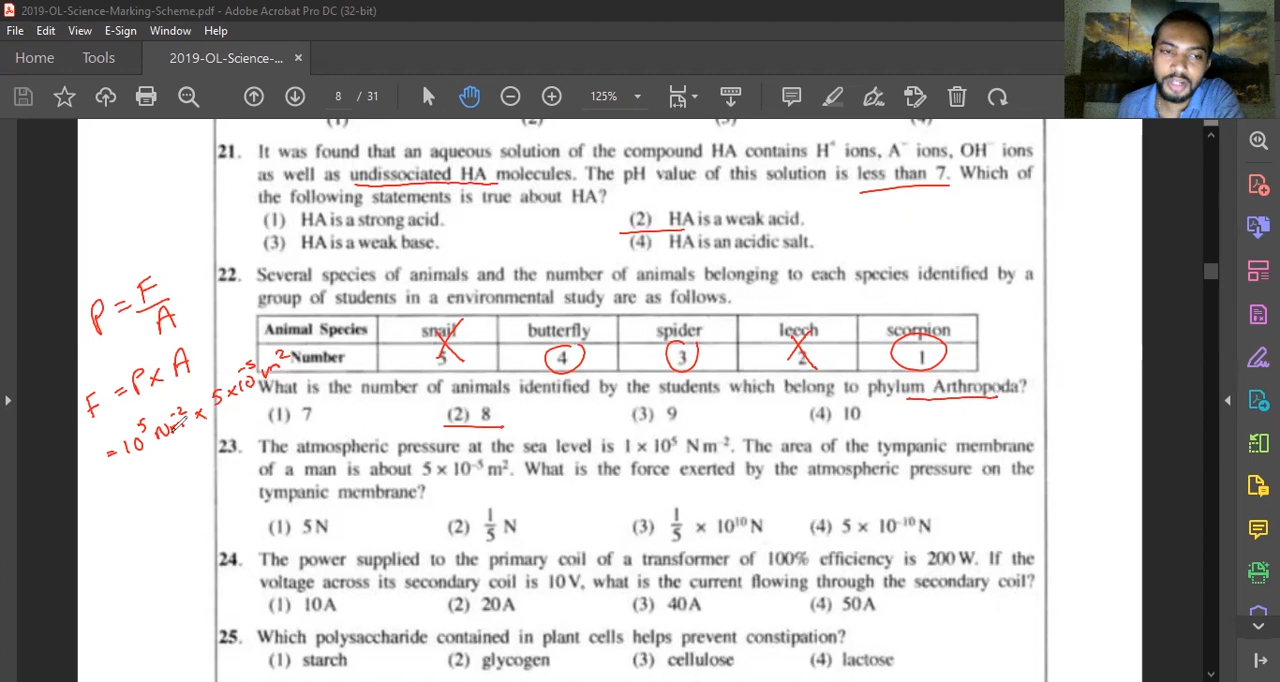 2019-OL-Science-Marking-Scheme.pdf - Adobe Acrobat Pro DC (32-bit)
File Edit View E-Sign Window Help
Home Tools 2019-OL-Science-... ×
8 / 31 125%
(1) (2) (3) (4)
21. It was found that an aqueous solution of the compound HA contains H⁺ ions, A⁻ ions, OH⁻ ions
as well as undissociated HA molecules. The pH value of this solution is less than 7. Which of
the following statements is true about HA?
(1) HA is a strong acid. (2) HA is a weak acid.
(3) HA is a weak base. (4) HA is an acidic salt.
22. Several species of animals and the number of animals belonging to each species identified by a
group of students in a environmental study are as follows.
Animal Species snail butterfly spider leech scorpion
Number 5 4 3 2 1
What is the number of animals identified by the students which belong to phylum Arthropoda?
(1) 7 (2) 8 (3) 9 (4) 10
P = F/A
F = P × A
= 10⁵ Nm⁻² × 5 × 10⁻⁵ m²
23. The atmospheric pressure at the sea level is 1 × 10⁵ N m⁻². The area of the tympanic membrane
of a man is about 5 × 10⁻⁵ m². What is the force exerted by the atmospheric pressure on the
tympanic membrane?
(1) 5 N (2) 1/5 N (3) 1/5 × 10¹⁰ N (4) 5 × 10⁻¹⁰ N
24. The power supplied to the primary coil of a transformer of 100% efficiency is 200 W. If the
voltage across its secondary coil is 10 V, what is the current flowing through the secondary coil?
(1) 10 A (2) 20 A (3) 40 A (4) 50 A
25. Which polysaccharide contained in plant cells helps prevent constipation?
(1) starch (2) glycogen (3) cellulose (4) lactose